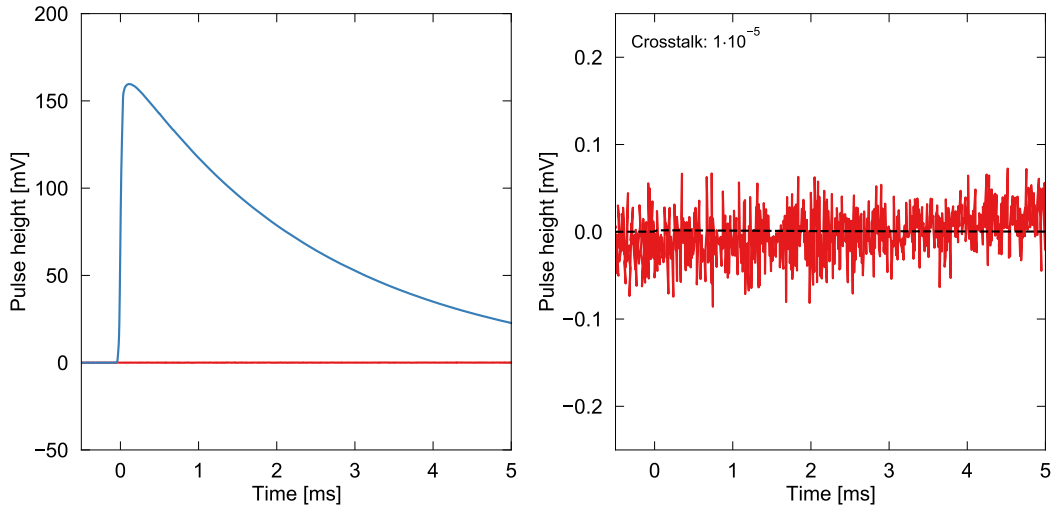 200
150
100
50
0
−50
Pulse height [mV]
0 1 2 3 4 5
Time [ms]
Crosstalk: 1·10⁻⁵
0.2
0.1
0.0
−0.1
−0.2
Pulse height [mV]
0 1 2 3 4 5
Time [ms]